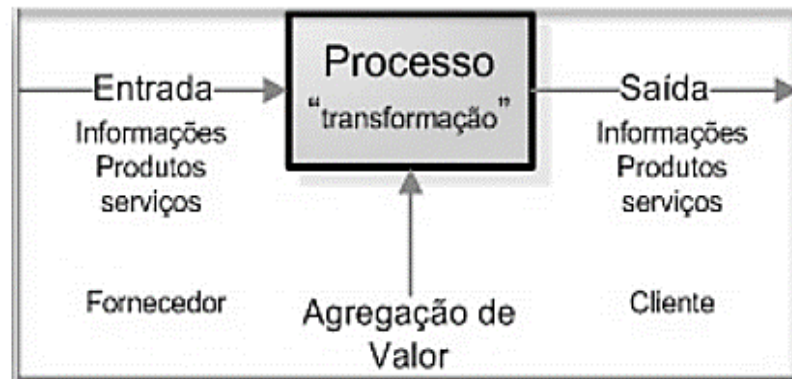 Entrada
Informações
Produtos
serviços
Fornecedor
Processo
“transformação”
Agregação de
Valor
Saída
Informações
Produtos
serviços
Cliente